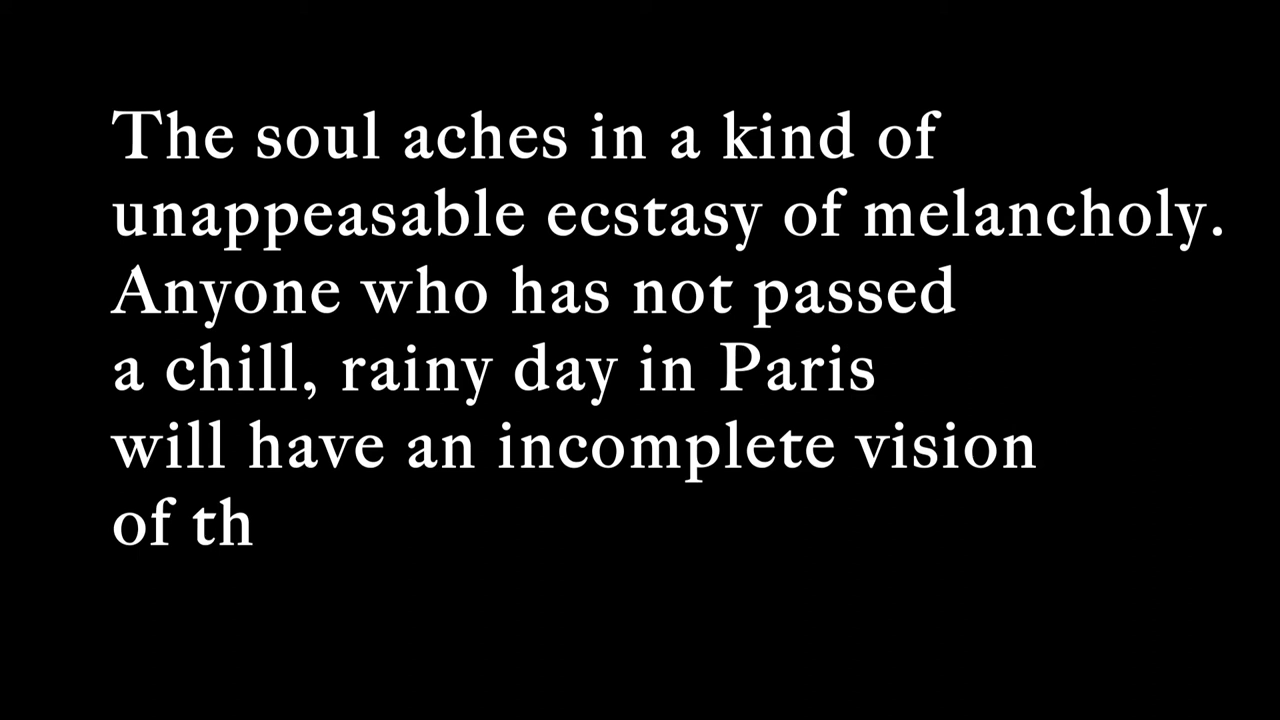 The soul aches in a kind of
unappeasable ecstasy of melancholy.
Anyone who has not passed
a chill, rainy day in Paris
will have an incomplete vision
of th